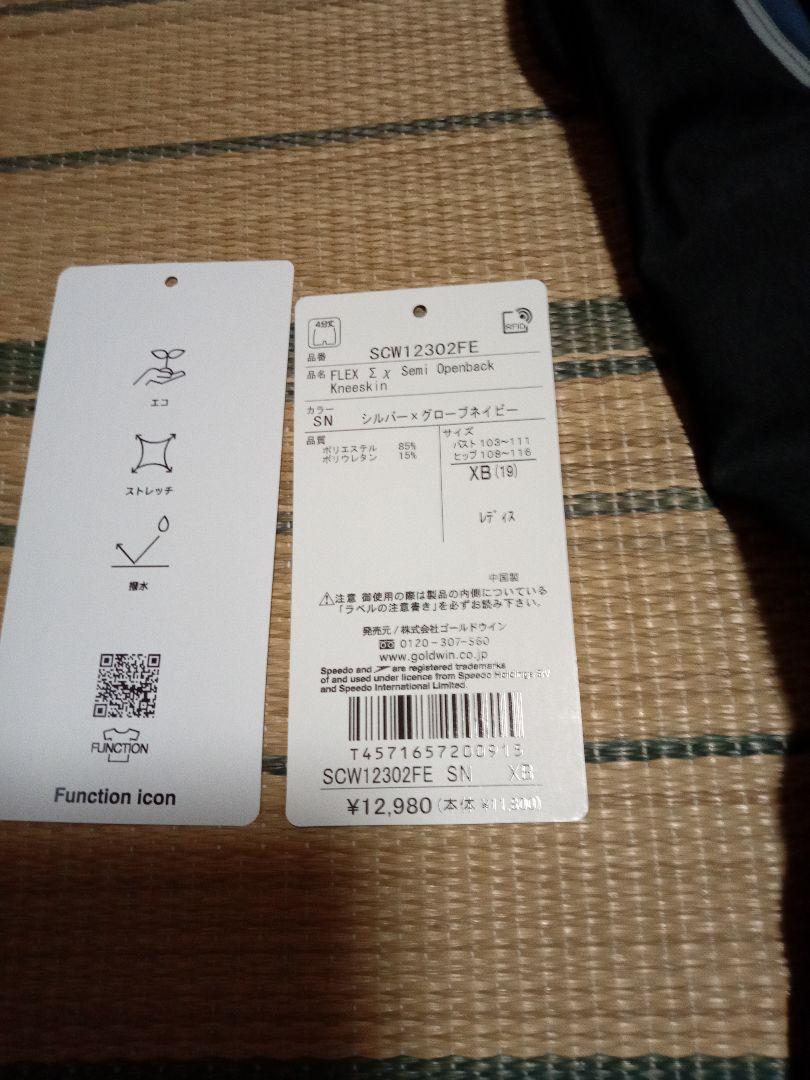 エコ
ストレッチ
撥水
FUNCTION
Function icon
4分丈
RFID
品番 SCW12302FE
品名 FLEX Σχ Semi Openback
Kneeskin
カラー
SN シルバー×グローブネイビー
品質
ポリエステル 85%
ポリウレタン 15%
サイズ
バスト103~111
ヒップ108~116
XB(19)
レディス
中国製
⚠注意 御使用の際は製品の内側についている
「ラベルの注意書き」を必ずお読み下さい。
発売元/株式会社ゴールドウイン
0120-307-560
www.goldwin.co.jp
Speedo and are registered trademarks
of and used under licence from Speedo Holdings BV
and Speedo International Limited.
T4571657200918
SCW12302FE SN XB
¥12,980(本体 ¥11,800)